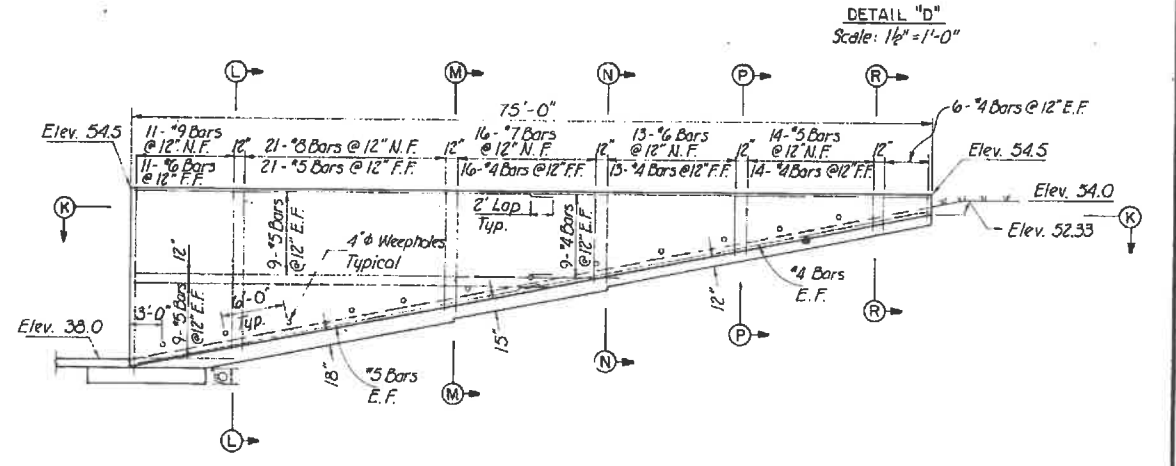 DETAIL "D"
Scale: 1½" = 1'-0"
L
M
N
P
R
75'-0"
6-#4 Bars @ 12" E.F.
Elev. 54.5
11-#9 Bars
@ 12" N.F.
12"
21-#8 Bars @ 12" N.F.
12"
16-#7 Bars
@ 12" N.F.
12"
13-#6 Bars
@ 12" N.F.
12"
14-#5 Bars
@ 12" N.F.
12"
Elev. 54.5
11-#6 Bars
@ 12" F.F.
21-#5 Bars @ 12" F.F.
16-#4 Bars @ 12" F.F.
13-#4 Bars @ 12" F.F.
14-#4 Bars @ 12" F.F.
Elev. 54.0
K
K
Elev. 52.33
9-#5 Bars
@ 12" E.F.
2' Lap
Typ.
9-#4 Bars
@ 12" E.F.
4"ϕ Weepholes
Typical
12"
9-#5 Bars
@ 12" E.F.
3'-0"
6'-0"
Typ.
#4 Bars
E.F.
12"
15"
Elev. 38.0
18"
#5 Bars
E.F.
L
M
N
P
R